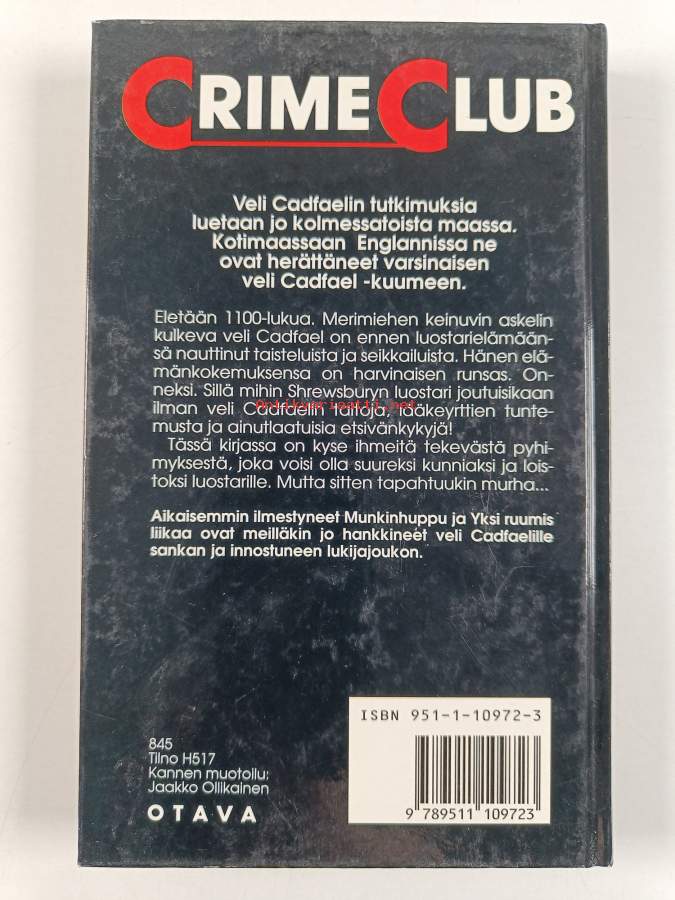 CRIME CLUB
Veli Cadfaelin tutkimuksia
luetaan jo kolmessatoista maassa.
Kotimaassaan Englannissa ne
ovat herättäneet varsinaisen
veli Cadfael -kuumeen.
Eletään 1100-lukua. Merimiehen keinuvin askelin
kulkeva veli Cadfael on ennen luostarielämään-
sä nauttinut taisteluista ja seikkailuista. Hänen elä-
mänkokemuksensa on harvinaisen runsas. On-
neksi. Sillä mihin Shrewsburyn luostari joutuisikaan
Antikvariaatti.net
ilman veli Cadfaelin taitoja, lääkeyrttien tunte-
musta ja ainutlaatuisia etsivänkykyjä!
Tässä kirjassa on kyse ihmeitä tekevästä pyhi-
myksestä, joka voisi olla suureksi kunniaksi ja lois-
toksi luostarille. Mutta sitten tapahtuukin murha...
Aikaisemmin ilmestyneet Munkinhuppu ja Yksi ruumis
liikaa ovat meilläkin jo hankkineet veli Cadfaelille
sankan ja innostuneen lukijajoukon.
ISBN 951-1-10972-3
845
Tilno H517
Kannen muotoilu:
Jaakko Ollikainen
OTAVA
9 789511 109723